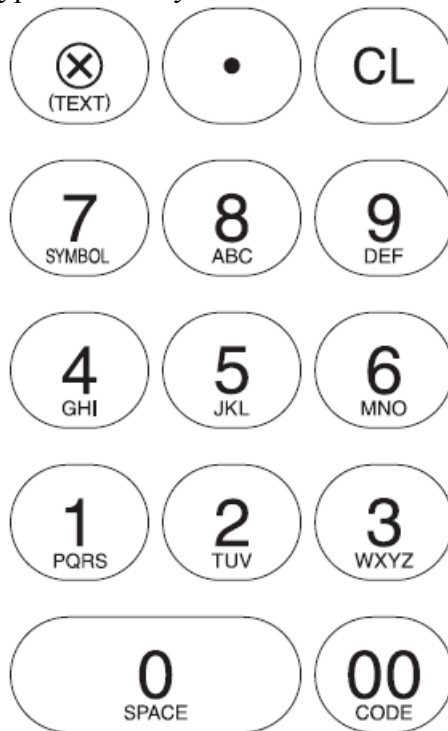 ⊗ • CL
(TEXT)
7 8 9
SYMBOL ABC DEF
4 5 6
GHI JKL MNO
1 2 3
PQRS TUV WXYZ
0 00
SPACE CODE